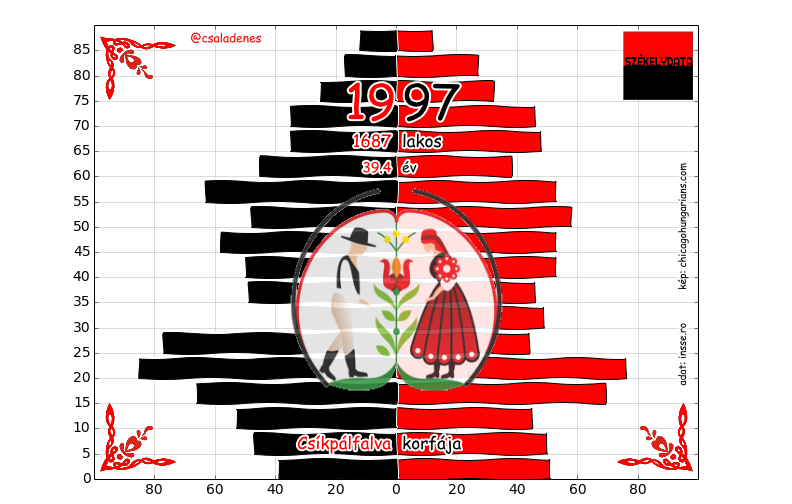 @csaladenes
SZÉKELYDATA
1997
1687 lakos
39.4 év
kép: chicagohungarians.com
adat: insse.ro
Csíkpálfalva korfája
85
80
75
70
65
60
55
50
45
40
35
30
25
20
15
10
5
0
80 60 40 20 0 20 40 60 80